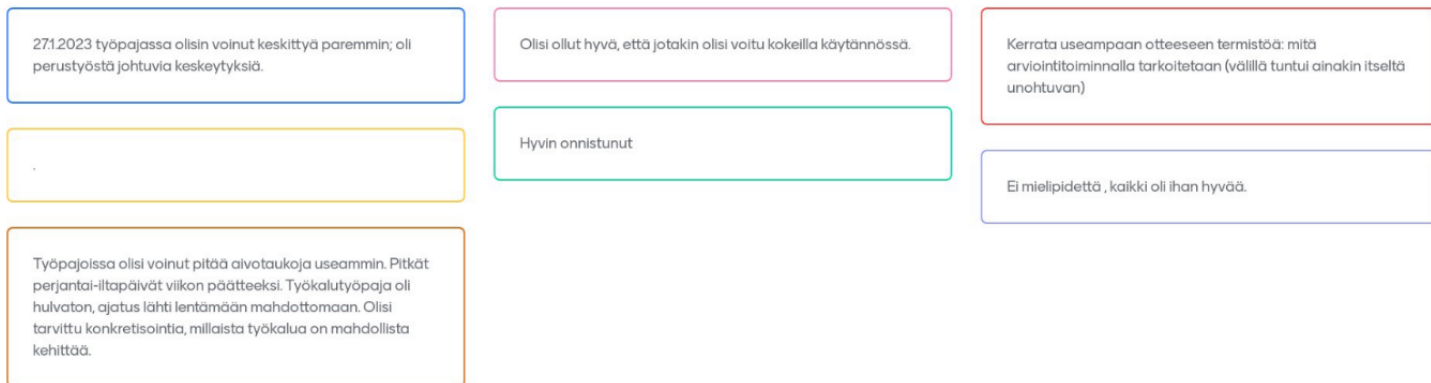 27.1.2023 työpajassa olisin voinut keskittyä paremmin; oli
perustyöstä johtuvia keskeytyksiä.
.
Työpajoissa olisi voinut pitää aivotaukoja useammin. Pitkät
perjantai-iltapäivät viikon päätteeksi. Työkalutyöpaja oli
hulvaton, ajatus lähti lentämään mahdottomaan. Olisi
tarvittu konkretisointia, millaista työkalua on mahdollista
kehittää.
Olisi ollut hyvä, että jotakin olisi voitu kokeilla käytännössä.
Hyvin onnistunut
Kerrata useampaan otteeseen termistöä: mitä
arviointitoiminnalla tarkoitetaan (välillä tuntui ainakin itseltä
unohtuvan)
Ei mielipidettä , kaikki oli ihan hyvää.